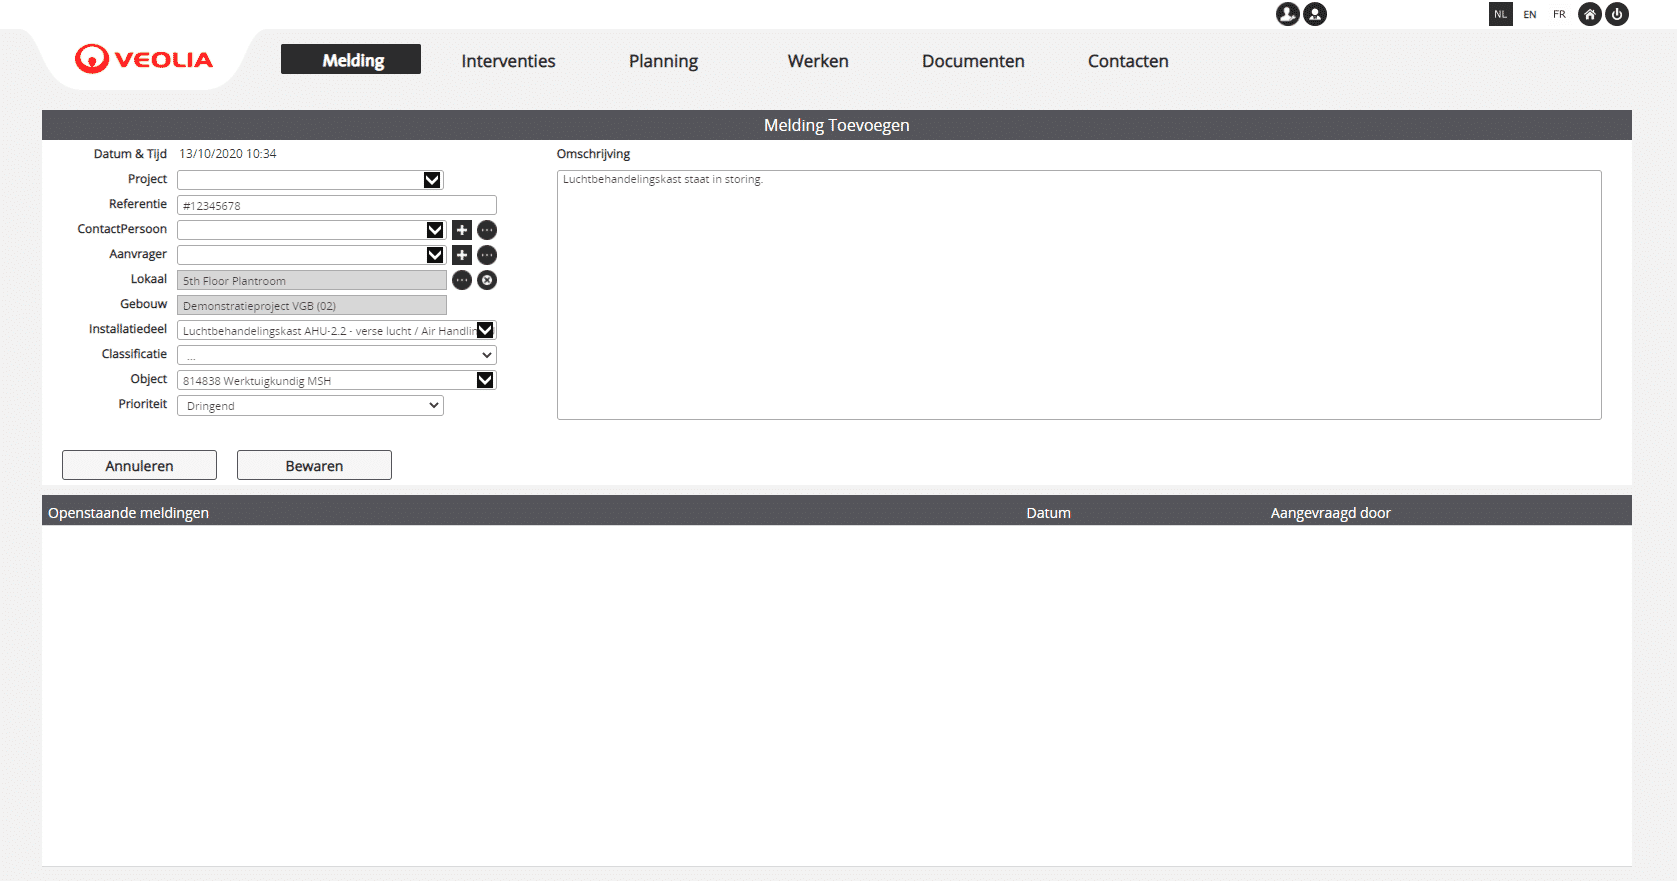 NL EN FR
VEOLIA
Melding Interventies Planning Werken Documenten Contacten
Melding Toevoegen
Datum & Tijd 13/10/2020 10:34
Project
Referentie #12345678
ContactPersoon
Aanvrager
Lokaal 5th Floor Plantroom
Gebouw Demonstratieproject VGB (02)
Installatiedeel Luchtbehandelingskast AHU-2.2 - verse lucht / Air Handlin
Classificatie ...
Object 814838 Werktuigkundig MSH
Prioriteit Dringend
Omschrijving
Luchtbehandelingskast staat in storing.
Annuleren Bewaren
Openstaande meldingen Datum Aangevraagd door